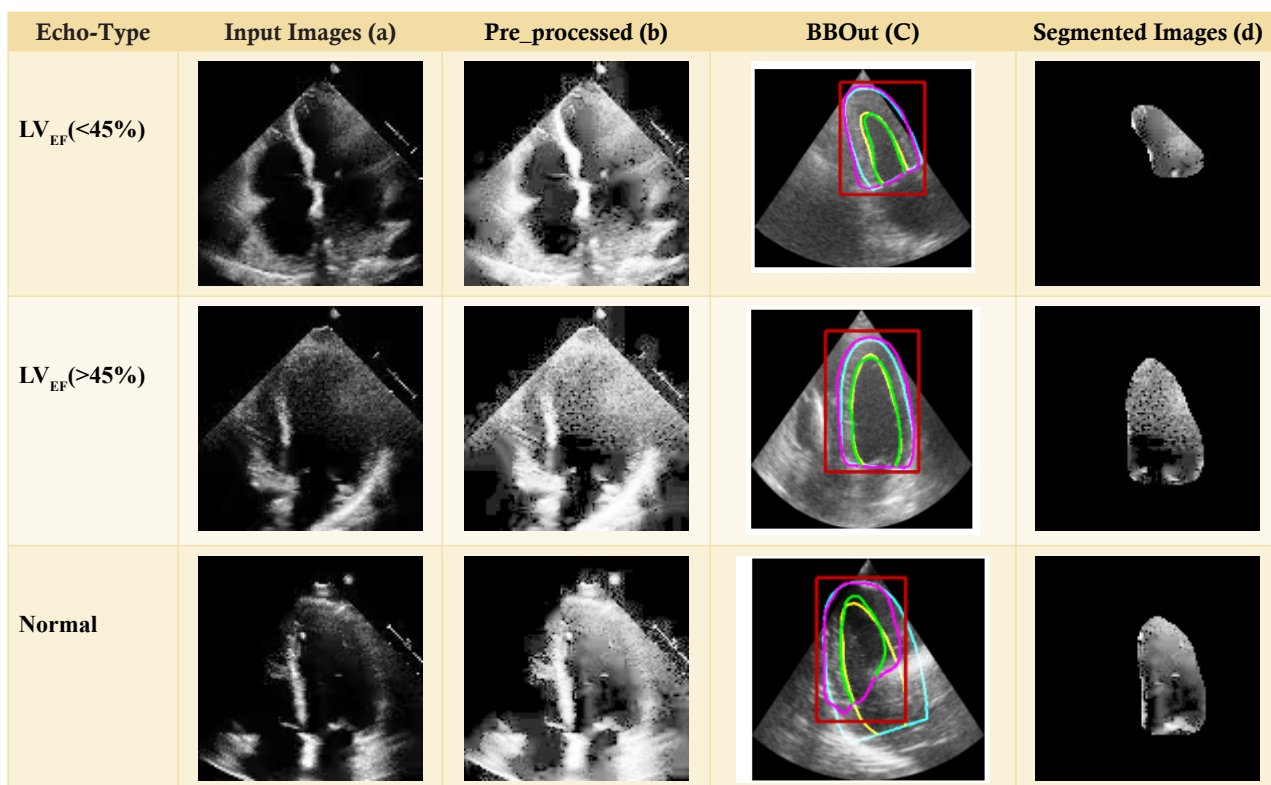 Echo-Type Input Images (a) Pre_processed (b) BBOut (C) Segmented Images (d)
LVEF(<45%)
LVEF(>45%)
Normal